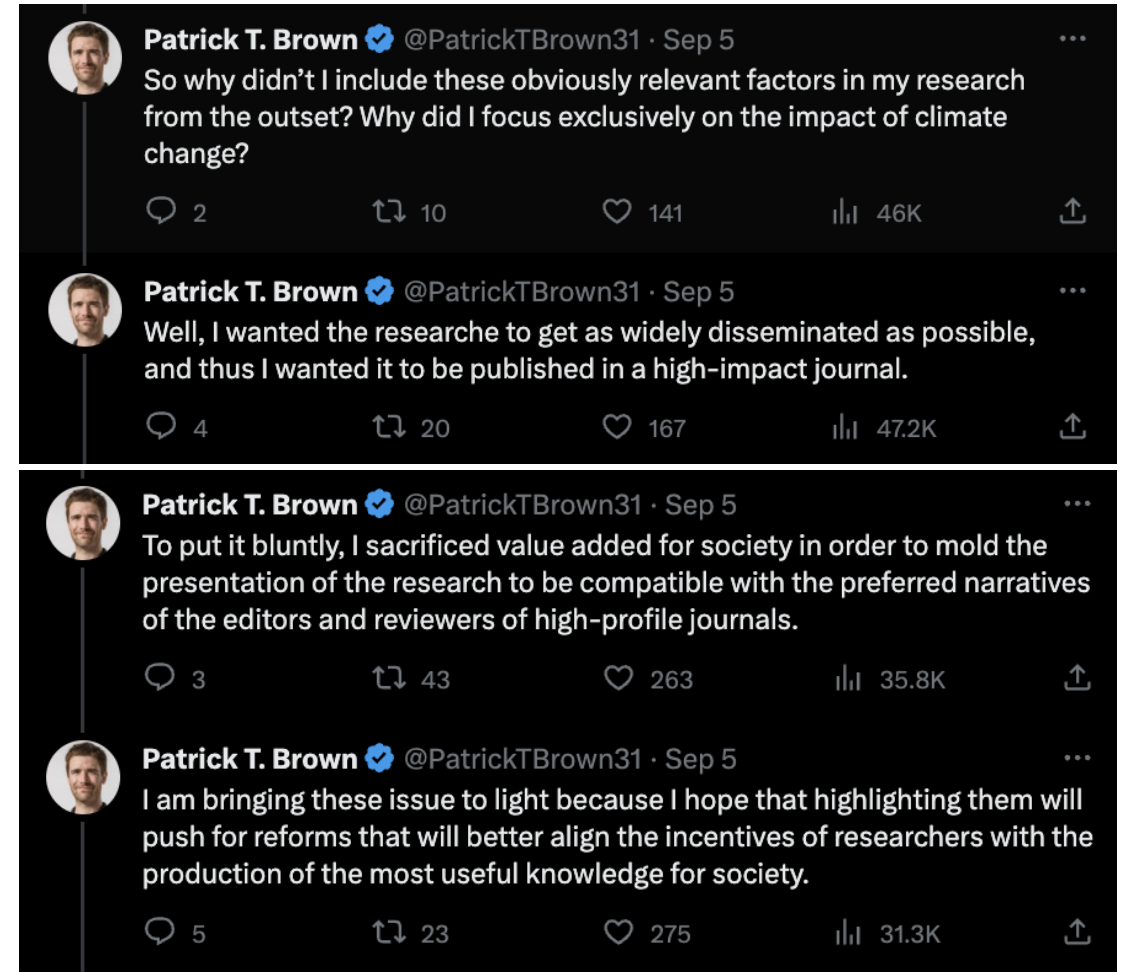 Patrick T. Brown @PatrickTBrown31 · Sep 5
So why didn’t I include these obviously relevant factors in my research
from the outset? Why did I focus exclusively on the impact of climate
change?
2 10 141 46K
Patrick T. Brown @PatrickTBrown31 · Sep 5
Well, I wanted the researche to get as widely disseminated as possible,
and thus I wanted it to be published in a high-impact journal.
4 20 167 47.2K
Patrick T. Brown @PatrickTBrown31 · Sep 5
To put it bluntly, I sacrificed value added for society in order to mold the
presentation of the research to be compatible with the preferred narratives
of the editors and reviewers of high-profile journals.
3 43 263 35.8K
Patrick T. Brown @PatrickTBrown31 · Sep 5
I am bringing these issue to light because I hope that highlighting them will
push for reforms that will better align the incentives of researchers with the
production of the most useful knowledge for society.
5 23 275 31.3K